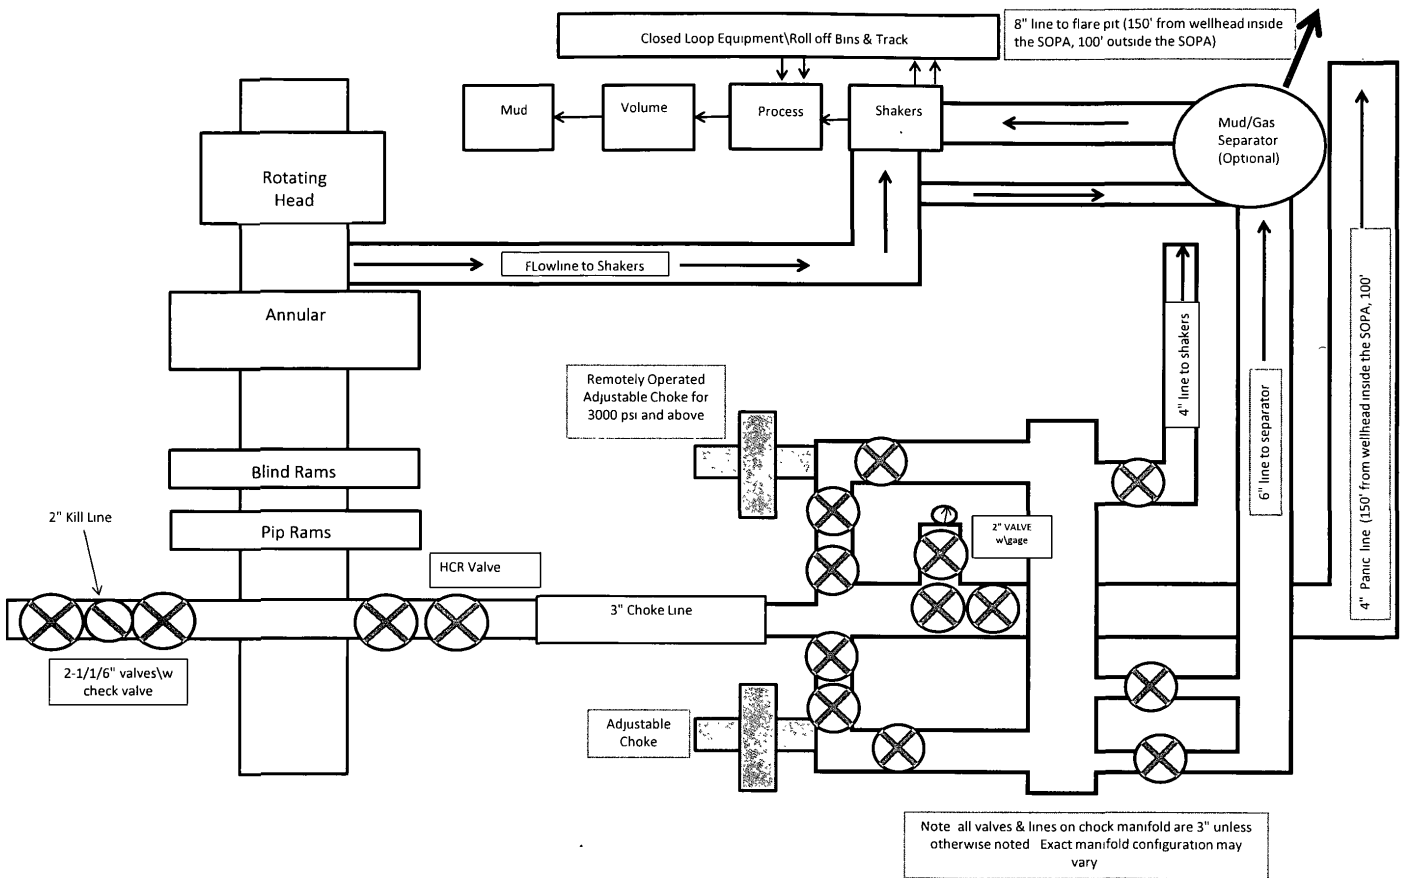 8" line to flare pit (150' from wellhead inside
the SOPA, 100' outside the SOPA)
Closed Loop Equipment\Roll off Bins & Track
Mud
Volume
Process
Shakers
Mud/Gas
Separator
(Optional)
Rotating
Head
FLowline to Shakers
Annular
Remotely Operated
Adjustable Choke for
3000 psi and above
4" line to shakers
6" line to separator
4" Panic line (150' from wellhead inside the SOPA, 100'
Blind Rams
2" Kill Line
Pip Rams
2" VALVE
w\gage
HCR Valve
3" Choke Line
2-1/1/6" valves\w
check valve
Adjustable
Choke
Note all valves & lines on chock manifold are 3" unless
otherwise noted Exact manifold configuration may
vary